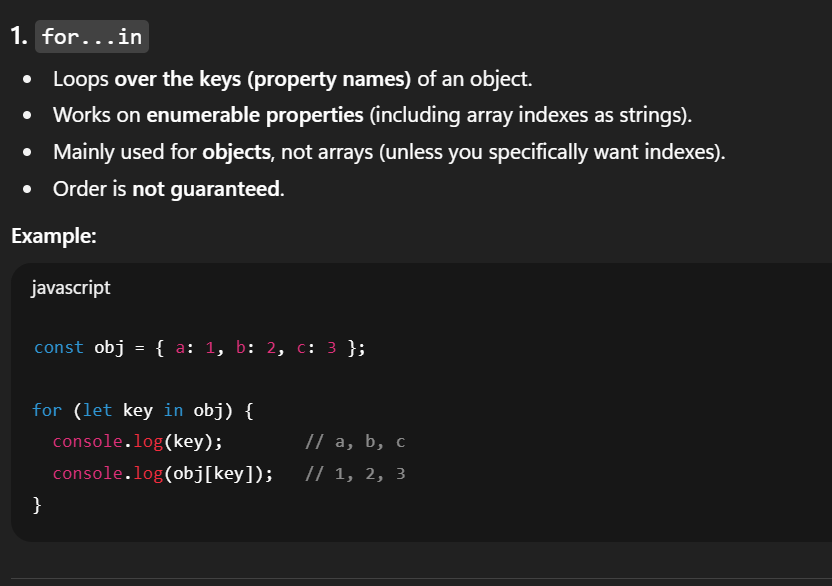 1. for...in
• Loops over the keys (property names) of an object.
• Works on enumerable properties (including array indexes as strings).
• Mainly used for objects, not arrays (unless you specifically want indexes).
• Order is not guaranteed.
Example:
javascript
const obj = { a: 1, b: 2, c: 3 };
for (let key in obj) {
  console.log(key);        // a, b, c
  console.log(obj[key]);   // 1, 2, 3
}